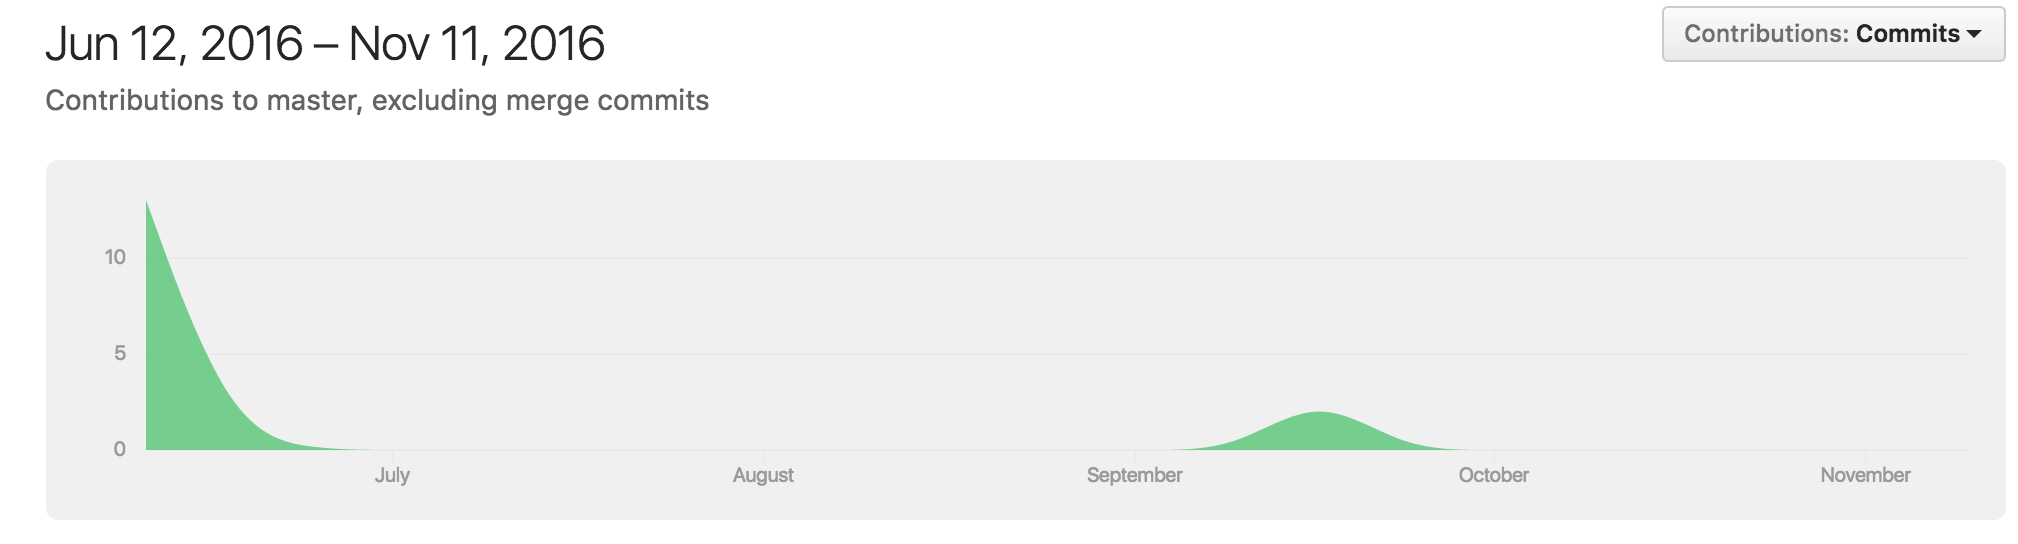 Jun 12, 2016 – Nov 11, 2016
Contributions: Commits
Contributions to master, excluding merge commits
10
5
0
July August September October November